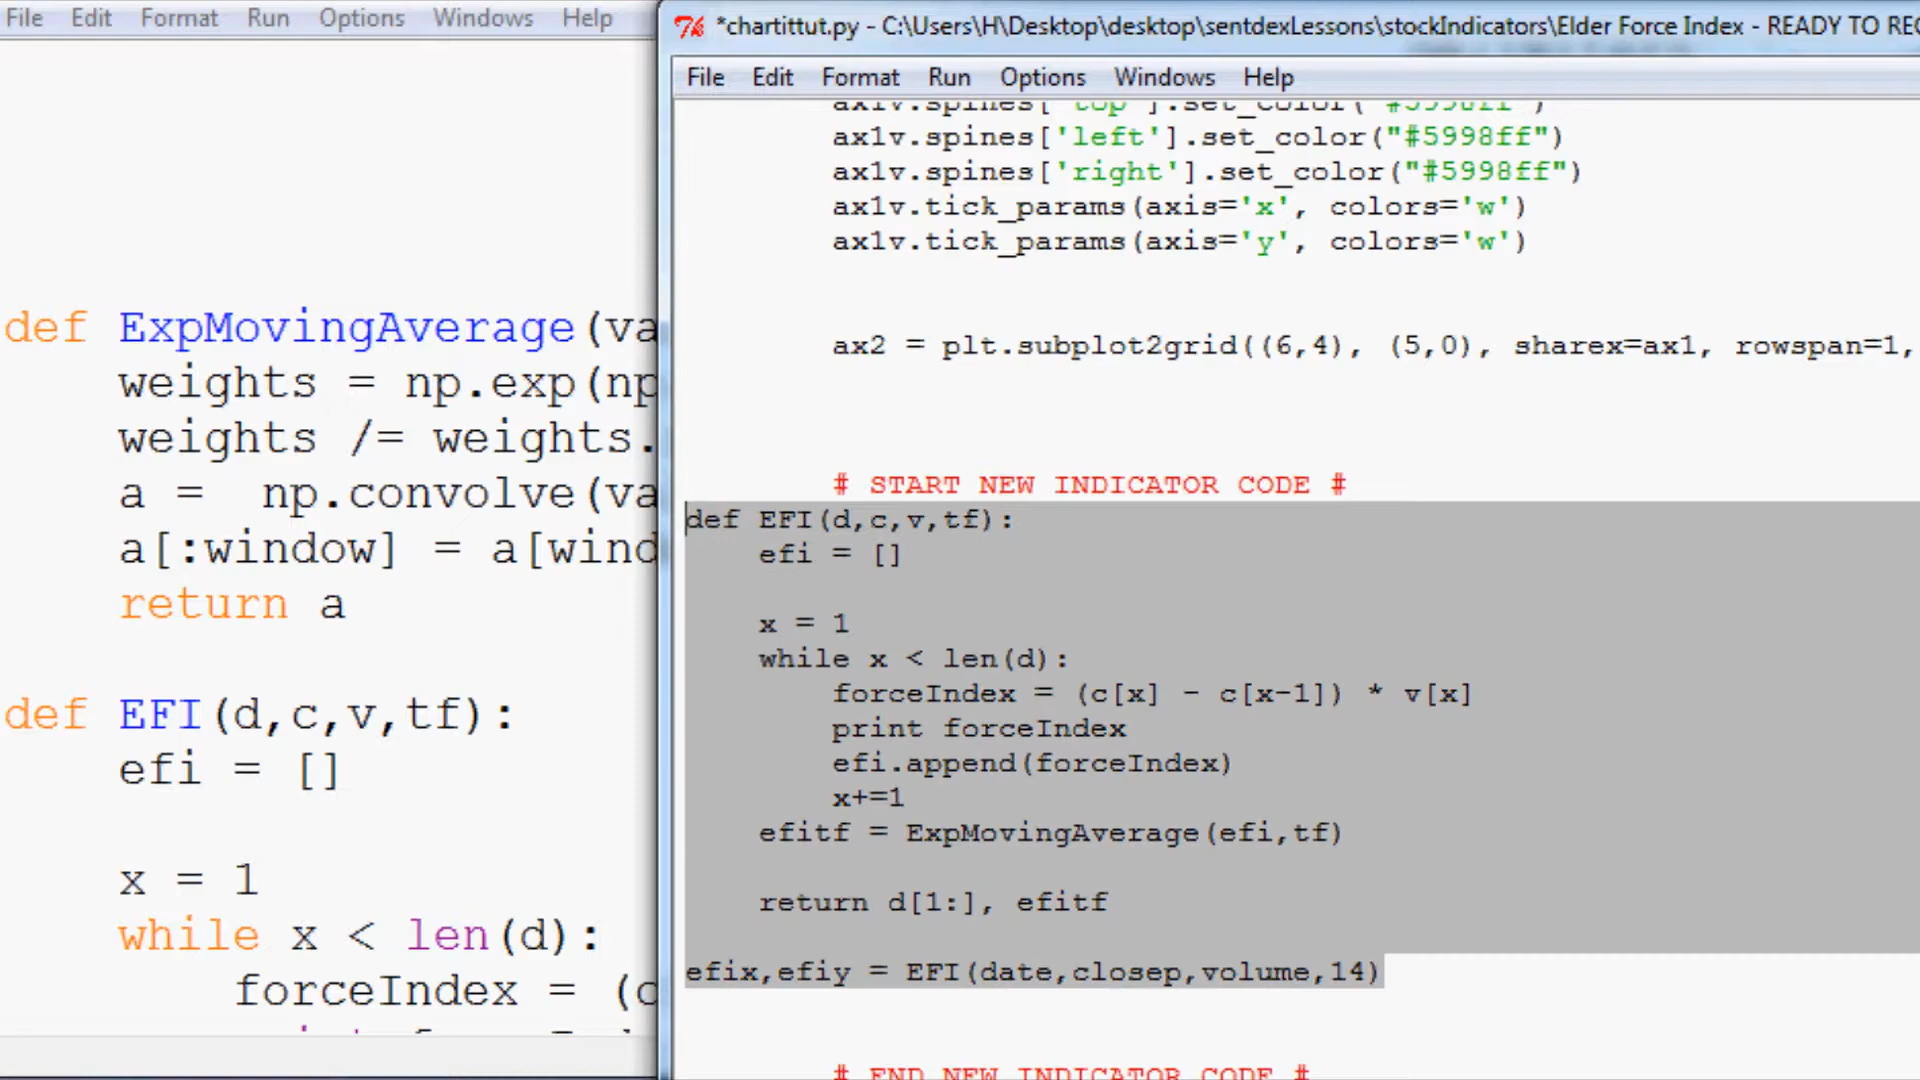 File Edit Format Run Options Windows Help
def ExpMovingAverage(va
weights = np.exp(np
weights /= weights.
a =  np.convolve(va
a[:window] = a[wind
return a
def EFI(d,c,v,tf):
efi = []
x = 1
while x < len(d):
forceIndex = (c
*chartittut.py - C:\Users\H\Desktop\desktop\sentdexLessons\stockIndicators\Elder Force Index - READY TO REC
File Edit Format Run Options Windows Help
ax1v.spines['top'].set_color("#5998ff")
ax1v.spines['left'].set_color("#5998ff")
ax1v.spines['right'].set_color("#5998ff")
ax1v.tick_params(axis='x', colors='w')
ax1v.tick_params(axis='y', colors='w')
ax2 = plt.subplot2grid((6,4), (5,0), sharex=ax1, rowspan=1,
# START NEW INDICATOR CODE #
def EFI(d,c,v,tf):
efi = []
x = 1
while x < len(d):
forceIndex = (c[x] - c[x-1]) * v[x]
print forceIndex
efi.append(forceIndex)
x+=1
efitf = ExpMovingAverage(efi,tf)
return d[1:], efitf
efix,efiy = EFI(date,closep,volume,14)
# END NEW INDICATOR CODE #